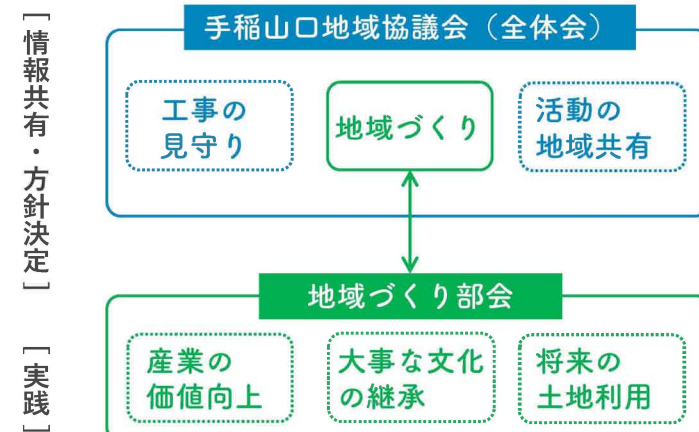 ［情報共有・方針決定］
手稲山口地域協議会（全体会）
工事の
見守り
地域づくり
活動の
地域共有
［実践］
地域づくり部会
産業の
価値向上
大事な文化
の継承
将来の
土地利用